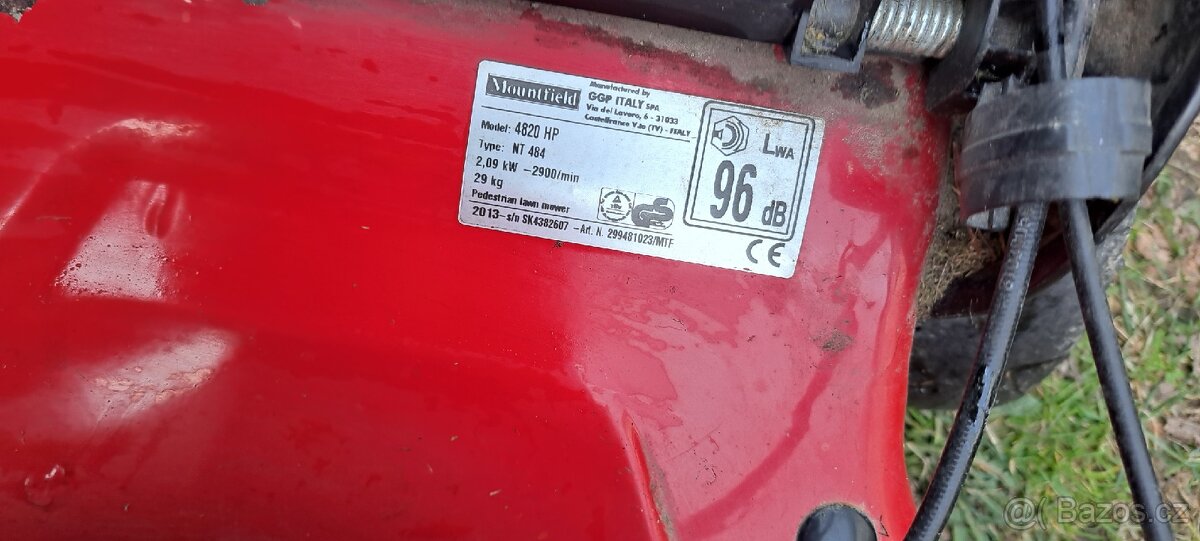 Mountfield
Manufactured by
GGP ITALY SPA
Via del Lavoro, 6 - 31033
Castelfranco V.to (TV) - ITALY
Model: 4820 HP
Type: NT 484
2,09 kW -2900/min
29 kg
Pedestrian lawn mower
2013-s/n SK4382607 -Art. N. 299481023/MTF
LWA
96 dB
CE
@( Bazos.cz